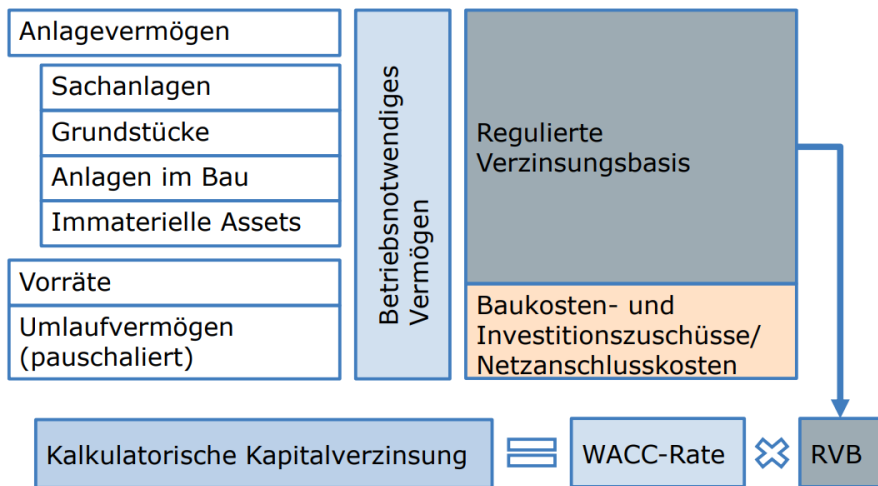 Anlagevermögen
Sachanlagen
Grundstücke
Anlagen im Bau
Immaterielle Assets
Vorräte
Umlaufvermögen
(pauschaliert)
Betriebsnotwendiges
Vermögen
Regulierte
Verzinsungsbasis
Baukosten- und
Investitionszuschüsse/
Netzanschlusskosten
Kalkulatorische Kapitalverzinsung
WACC-Rate
RVB